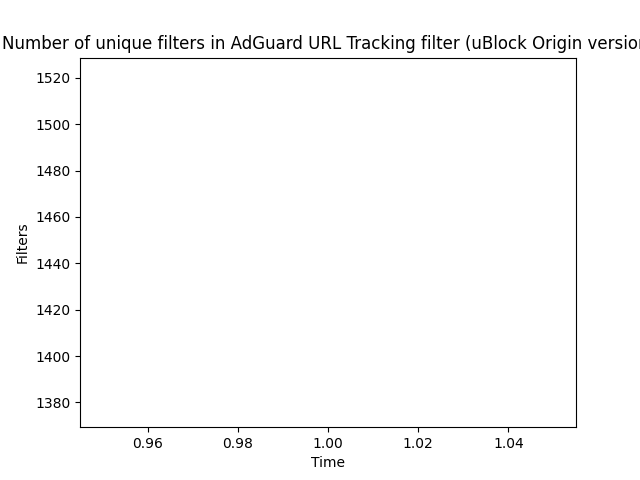 Number of unique filters in AdGuard URL Tracking filter (uBlock Origin version
1520
1500
1480
1460
1440
1420
1400
1380
Filters
0.96 0.98 1.00 1.02 1.04
Time